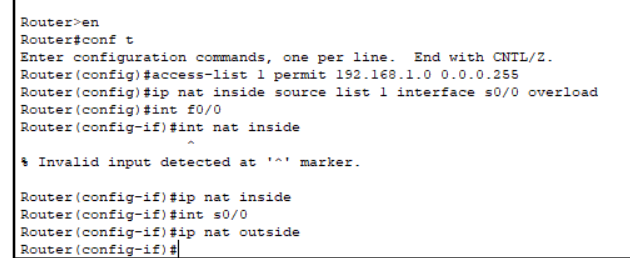 Router>en
Router#conf t
Enter configuration commands, one per line.  End with CNTL/Z.
Router(config)#access-list 1 permit 192.168.1.0 0.0.0.255
Router(config)#ip nat inside source list 1 interface s0/0 overload
Router(config)#int f0/0
Router(config-if)#int nat inside
^
% Invalid input detected at '^' marker.
Router(config-if)#ip nat inside
Router(config-if)#int s0/0
Router(config-if)#ip nat outside
Router(config-if)#